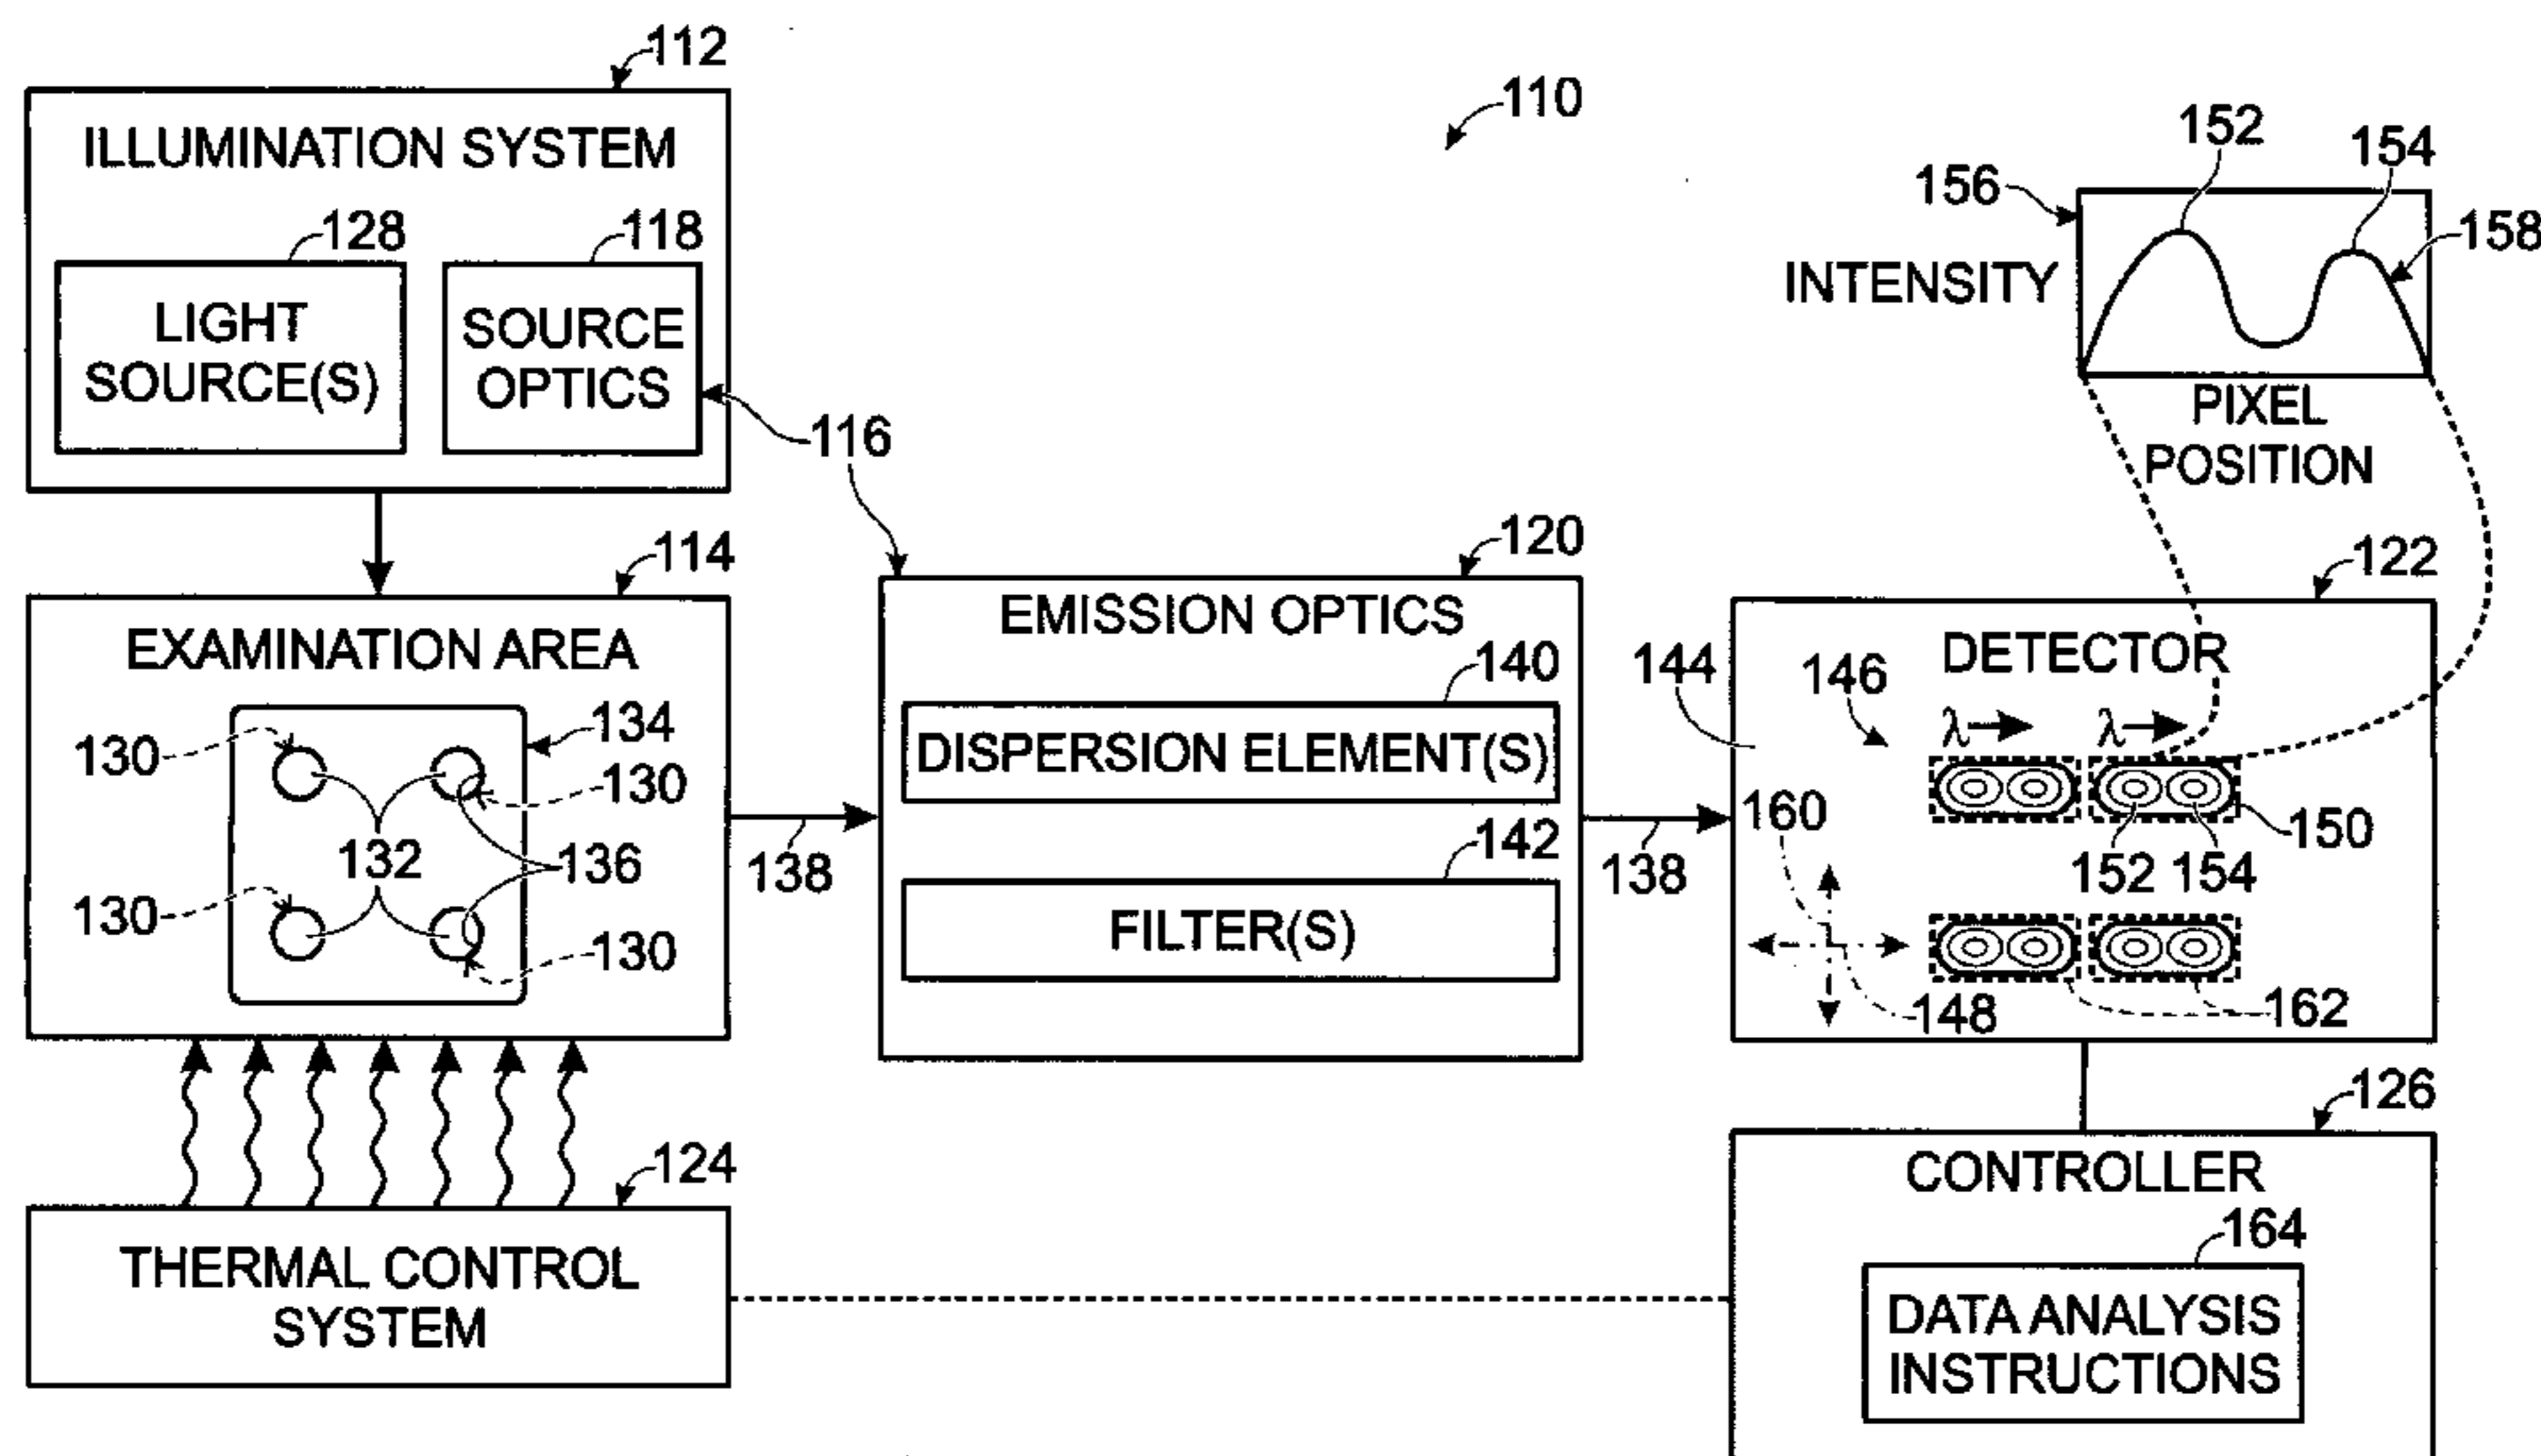 112
110
ILLUMINATION SYSTEM
128
118
LIGHT
SOURCE(S)
SOURCE
OPTICS
116
152
154
156
158
INTENSITY
PIXEL
POSITION
114
EXAMINATION AREA
130
134
130
132
136
130
130
138
120
EMISSION OPTICS
140
DISPERSION ELEMENT(S)
142
FILTER(S)
138
122
DETECTOR
144
146
λ
λ
160
150
152
154
148
162
124
THERMAL CONTROL
SYSTEM
126
CONTROLLER
164
DATA ANALYSIS
INSTRUCTIONS